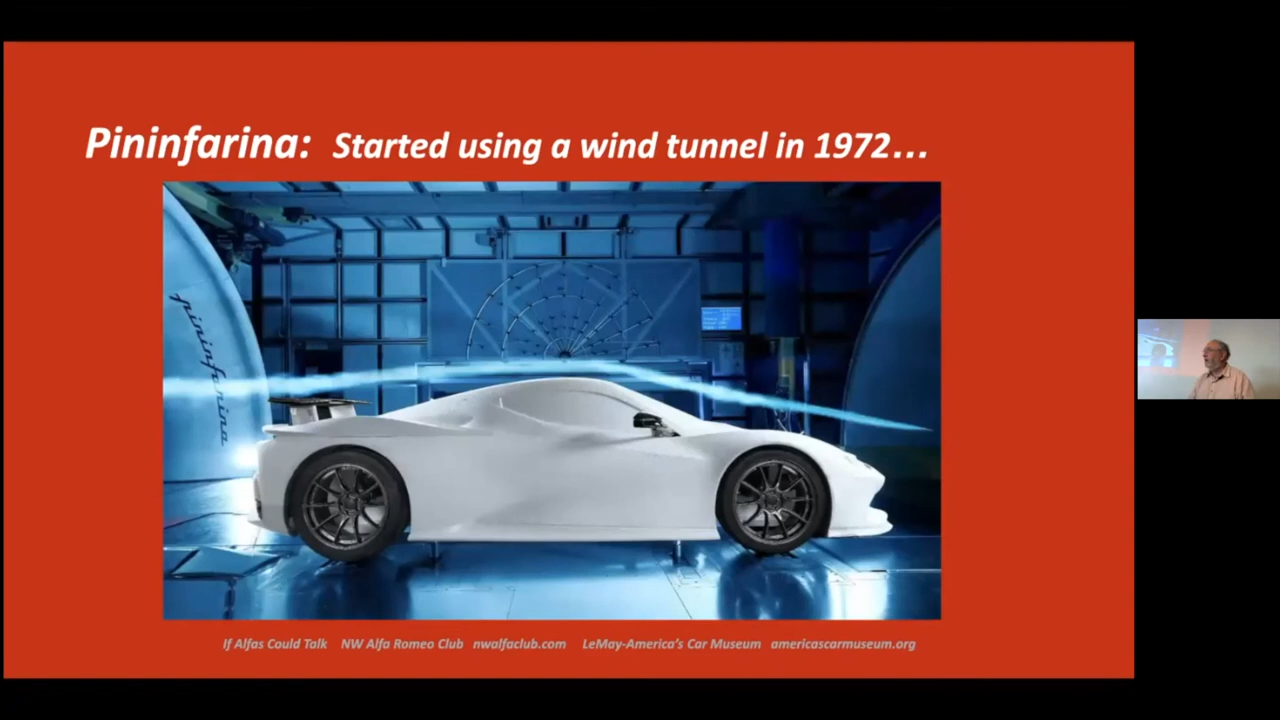 Pininfarina: Started using a wind tunnel in 1972...
pininfarina
If Alfas Could Talk NW Alfa Romeo Club nwalfaclub.com LeMay-America's Car Museum americascarmuseum.org